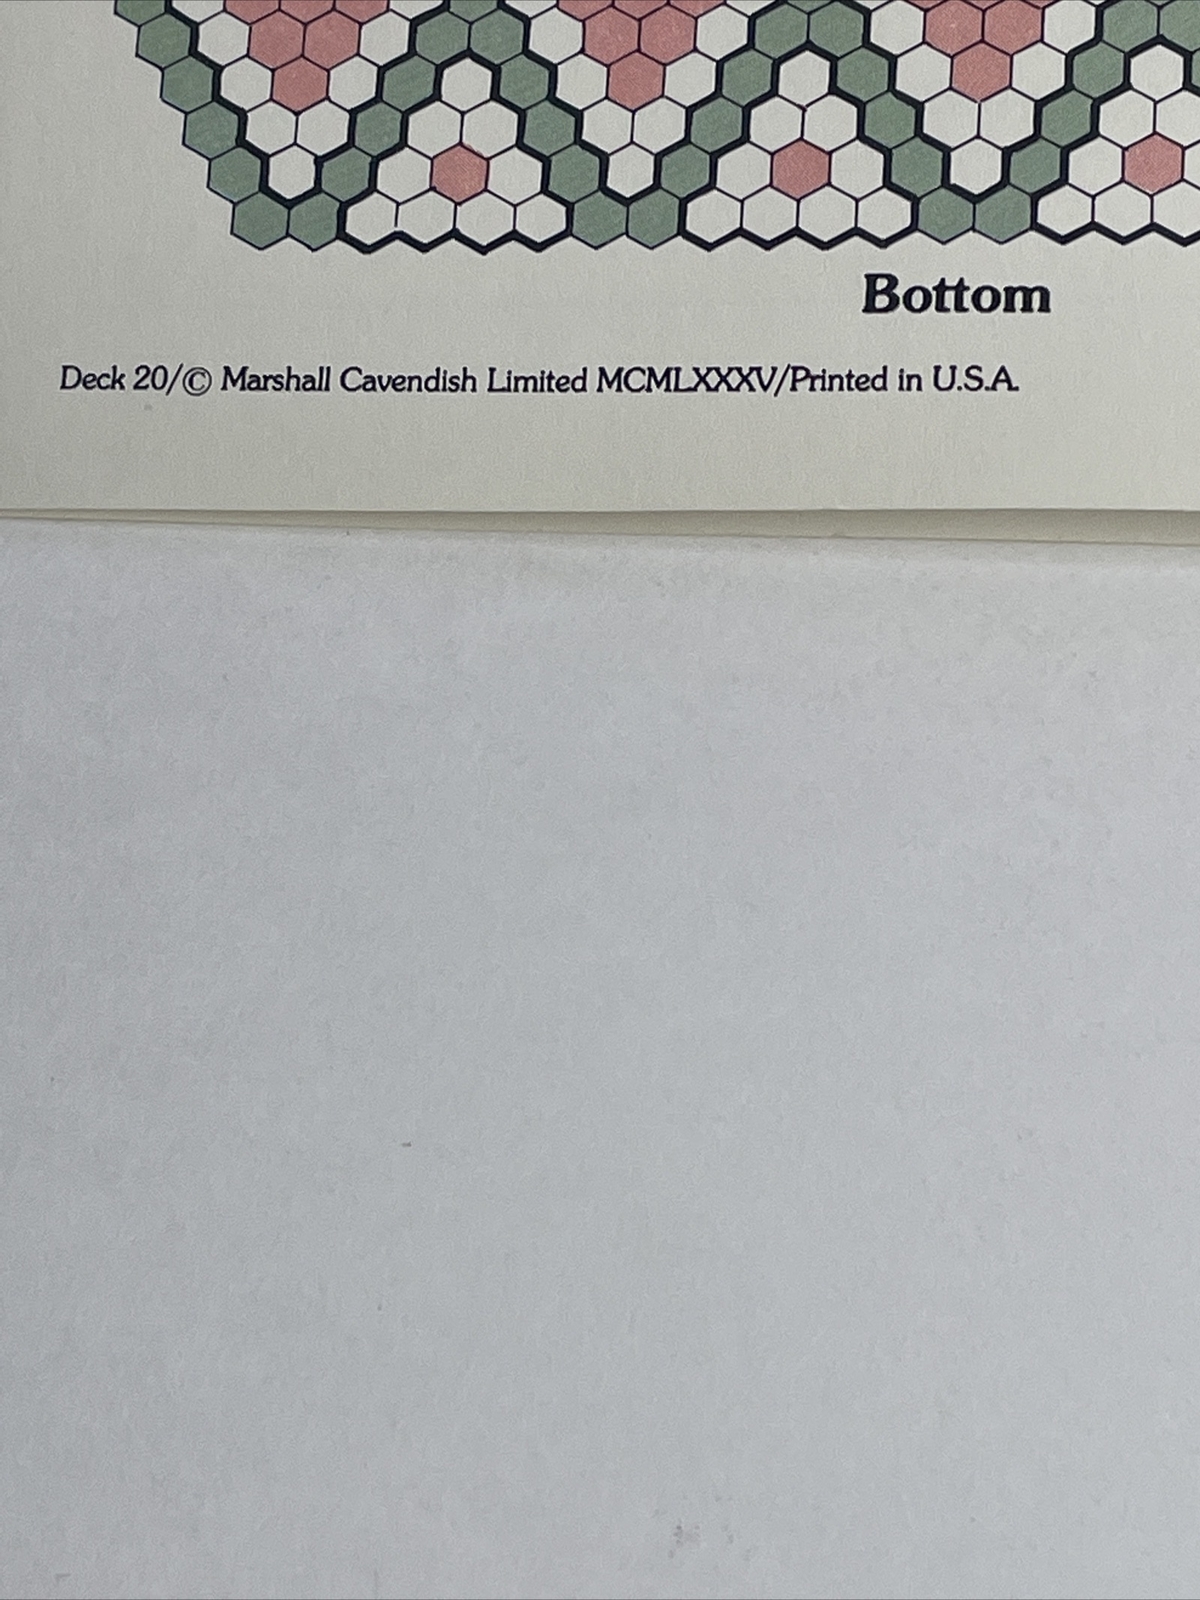 Bottom
Deck 20/© Marshall Cavendish Limited MCMLXXXV/Printed in U.S.A.